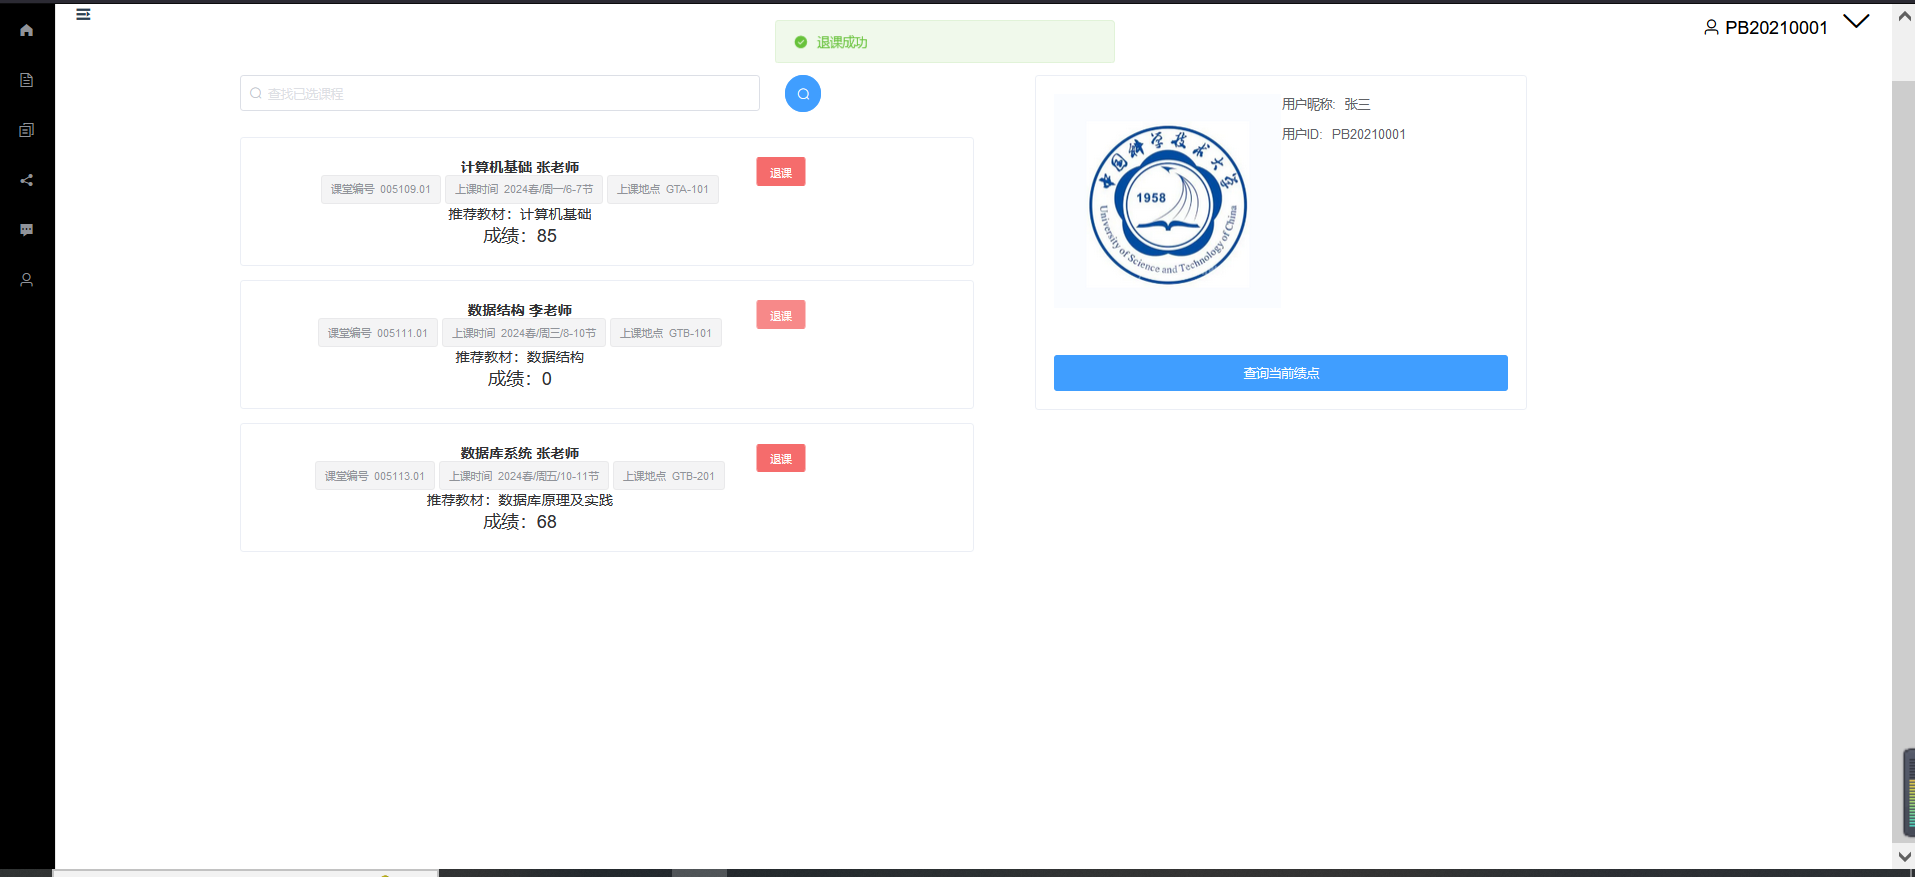 退课成功
PB20210001
查找已选课程
计算机基础 张老师
退课
课堂编号 005109.01 上课时间 2024春/周一/6-7节 上课地点 GTA-101
推荐教材：计算机基础
成绩：85
数据结构 李老师
退课
课堂编号 005111.01 上课时间 2024春/周三/8-10节 上课地点 GTB-101
推荐教材：数据结构
成绩：0
数据库系统 张老师
退课
课堂编号 005113.01 上课时间 2024春/周五/10-11节 上课地点 GTB-201
推荐教材：数据库原理及实践
成绩：68
中国科学技术大学
1958
University of Science and Technology of China
用户昵称: 张三
用户ID: PB20210001
查询当前绩点